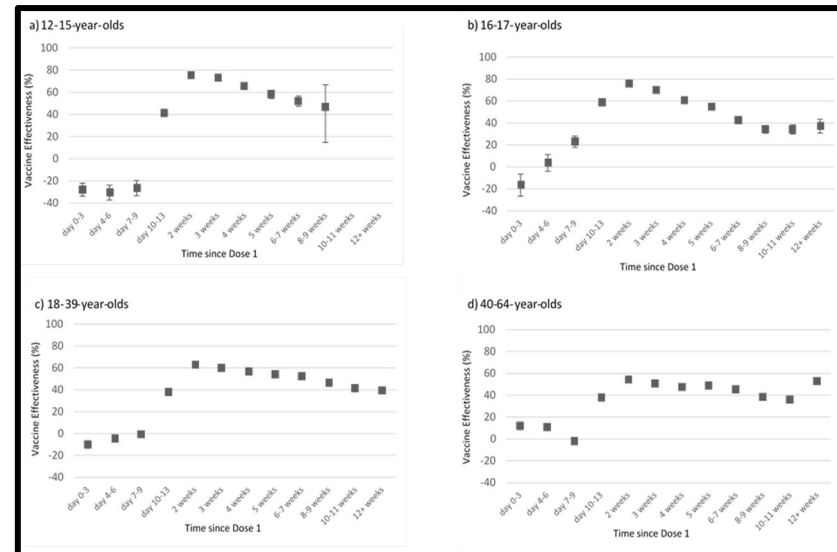 a) 12-15-year-olds
100
80
60
40
20
0
-20
-40
Vaccine Effectiveness (%)
day 0-3
day 4-6
day 7-9
day 10-13
2 weeks
3 weeks
4 weeks
5 weeks
6-7 weeks
8-9 weeks
10-11 weeks
12+ weeks
Time since Dose 1
b) 16-17-year-olds
100
80
60
40
20
0
-20
-40
Vaccine Effectiveness (%)
day 0-3
day 4-6
day 7-9
day 10-13
2 weeks
3 weeks
4 weeks
5 weeks
6-7 weeks
8-9 weeks
10-11 weeks
12+ weeks
Time since Dose 1
c) 18-39-year-olds
100
80
60
40
20
0
-20
-40
Vaccine Effectiveness (%)
day 0-3
day 4-6
day 7-9
day 10-13
2 weeks
3 weeks
4 weeks
5 weeks
6-7 weeks
8-9 weeks
10-11 weeks
12+ weeks
Time since Dose 1
d) 40-64-year-olds
100
80
60
40
20
0
-20
-40
Vaccine Effectiveness (%)
day 0-3
day 4-6
day 7-9
day 10-13
2 weeks
3 weeks
4 weeks
5 weeks
6-7 weeks
8-9 weeks
10-11 weeks
12+ weeks
Time since Dose 1